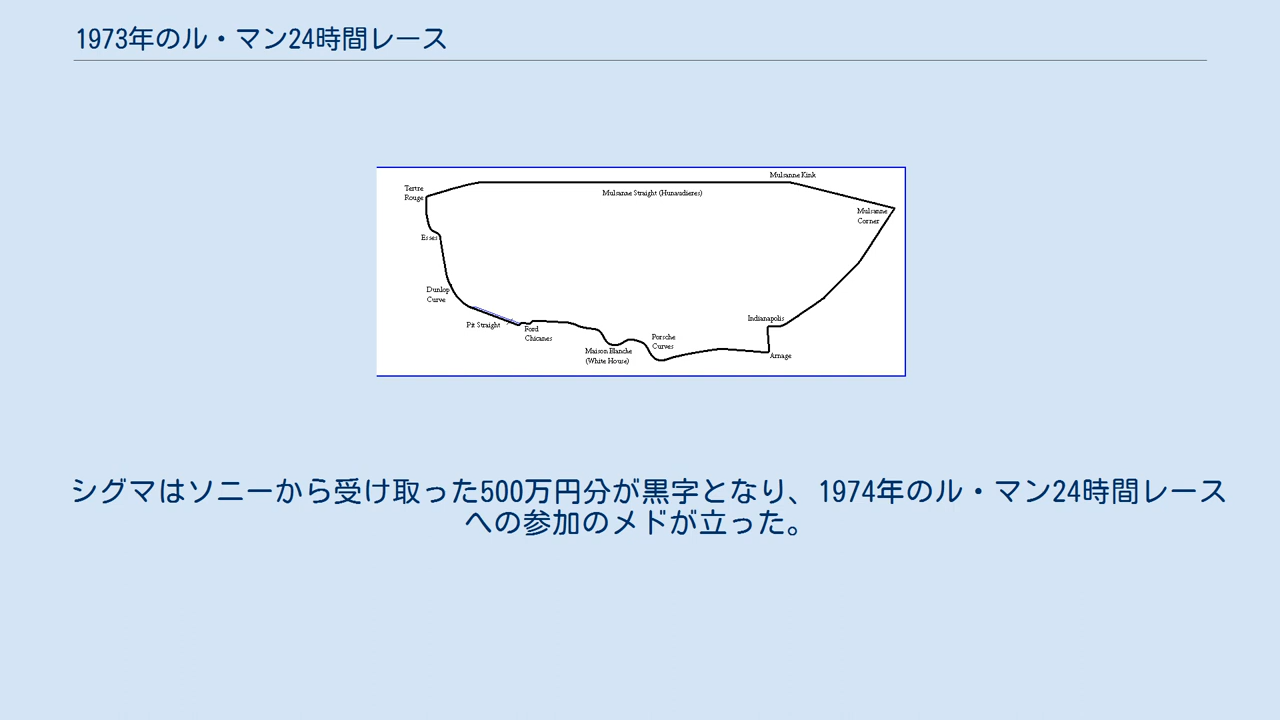 1973年のル・マン24時間レース
Mulsanne Kink
Tertre
Rouge
Mulsanne Straight (Hunaudieres)
Mulsanne
Corner
Esses
Dunlop
Curve
Indianapolis
Pit Straight
Ford
Chicanes
Porsche
Curves
Maison Blanche
(White House)
Arnage
シグマはソニーから受け取った500万円分が黒字となり、1974年のル・マン24時間レース
への参加のメドが立った。